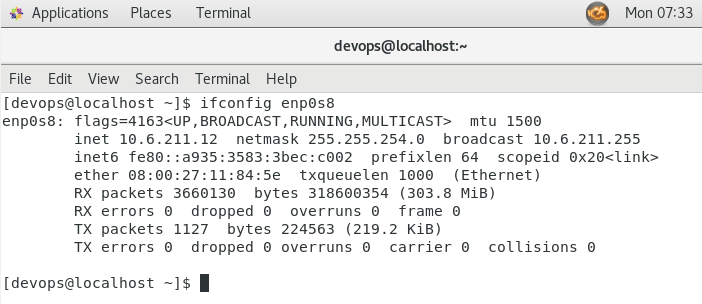 Applications Places Terminal Mon 07:33
devops@localhost:~
File Edit View Search Terminal Help
[devops@localhost ~]$ ifconfig enp0s8
enp0s8: flags=4163<UP,BROADCAST,RUNNING,MULTICAST>  mtu 1500
        inet 10.6.211.12  netmask 255.255.254.0  broadcast 10.6.211.255
        inet6 fe80::a935:3583:3bec:c002  prefixlen 64  scopeid 0x20<link>
        ether 08:00:27:11:84:5e  txqueuelen 1000  (Ethernet)
        RX packets 3660130  bytes 318600354 (303.8 MiB)
        RX errors 0  dropped 0  overruns 0  frame 0
        TX packets 1127  bytes 224563 (219.2 KiB)
        TX errors 0  dropped 0 overruns 0  carrier 0  collisions 0
[devops@localhost ~]$